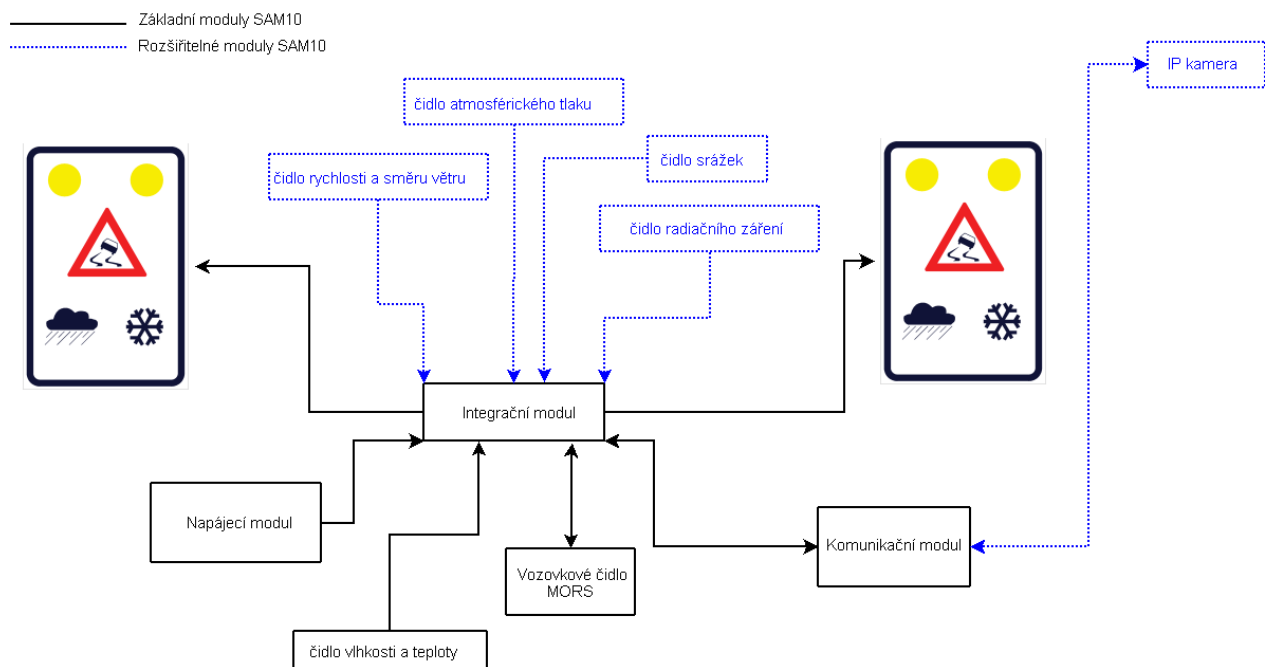 Základní moduly SAM10
Rozšiřitelné moduly SAM10
IP kamera
čidlo atmosférického tlaku
čidlo srážek
čidlo rychlosti a směru větru
čidlo radiačního záření
Integrační modul
Napájecí modul
Komunikační modul
Vozovkové čidlo
MORS
čidlo vlhkosti a teploty